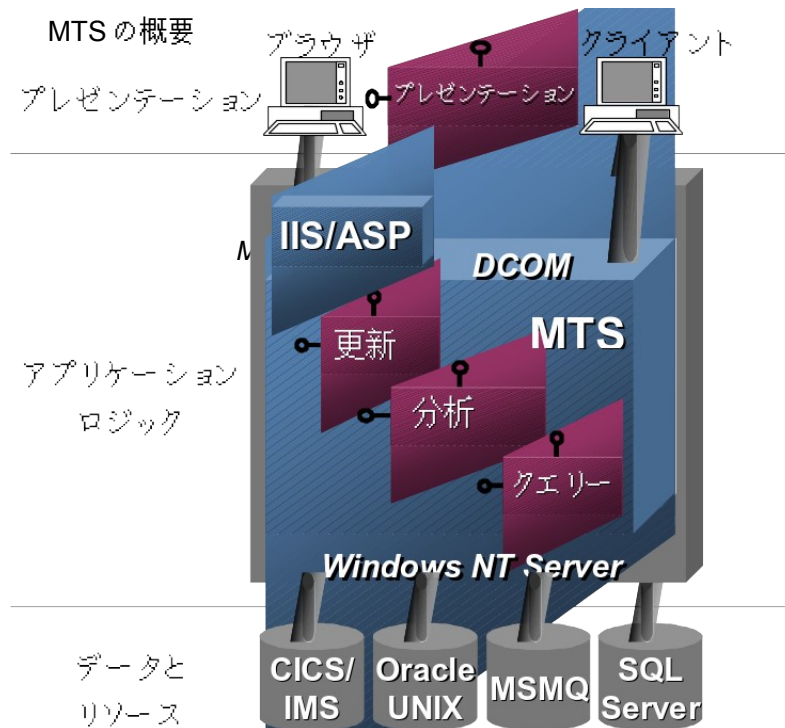 MTS の概要
ブラウザ
クライアント
プレゼンテーション
プレゼンテーション
IIS/ASP
M
DCOM
MTS
更新
アプリケーション
ロジック
分析
クエリー
Windows NT Server
データと
リソース
CICS/
IMS
Oracle
UNIX
MSMQ
SQL
Server